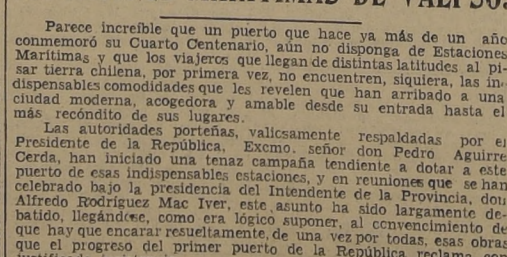 DE VALPSO.
Parece increíble que un puerto que hace ya más de un año
conmemoró su Cuarto Centenario, aún no disponga de Estaciones
Marítimas y que los viajeros que llegan de distintas latitudes al pi-
sar tierra chilena, por primera vez, no encuentren, siquiera, las in-
dispensables comodidades que les revelen que han arribado a una
ciudad moderna, acogedora y amable desde su entrada hasta el
más recóndito de sus lugares.
Las autoridades porteñas, valiosamente respaldadas por el
Presidente de la República, Excmo. señor don Pedro Aguirre
Cerda, han iniciado una tenaz campaña tendiente a dotar a este
puerto de esas indispensables estaciones, y en reuniones que se han
celebrado bajo la presidencia del Intendente de la Provincia, don
Alfredo Rodríguez Mac Iver, este asunto ha sido largamente de-
batido, llegándose, como era lógico suponer, al convencimiento de
que hay que encarar resueltamente, de una vez por todas, esas obras
que el progreso del primer puerto de la República reclama con